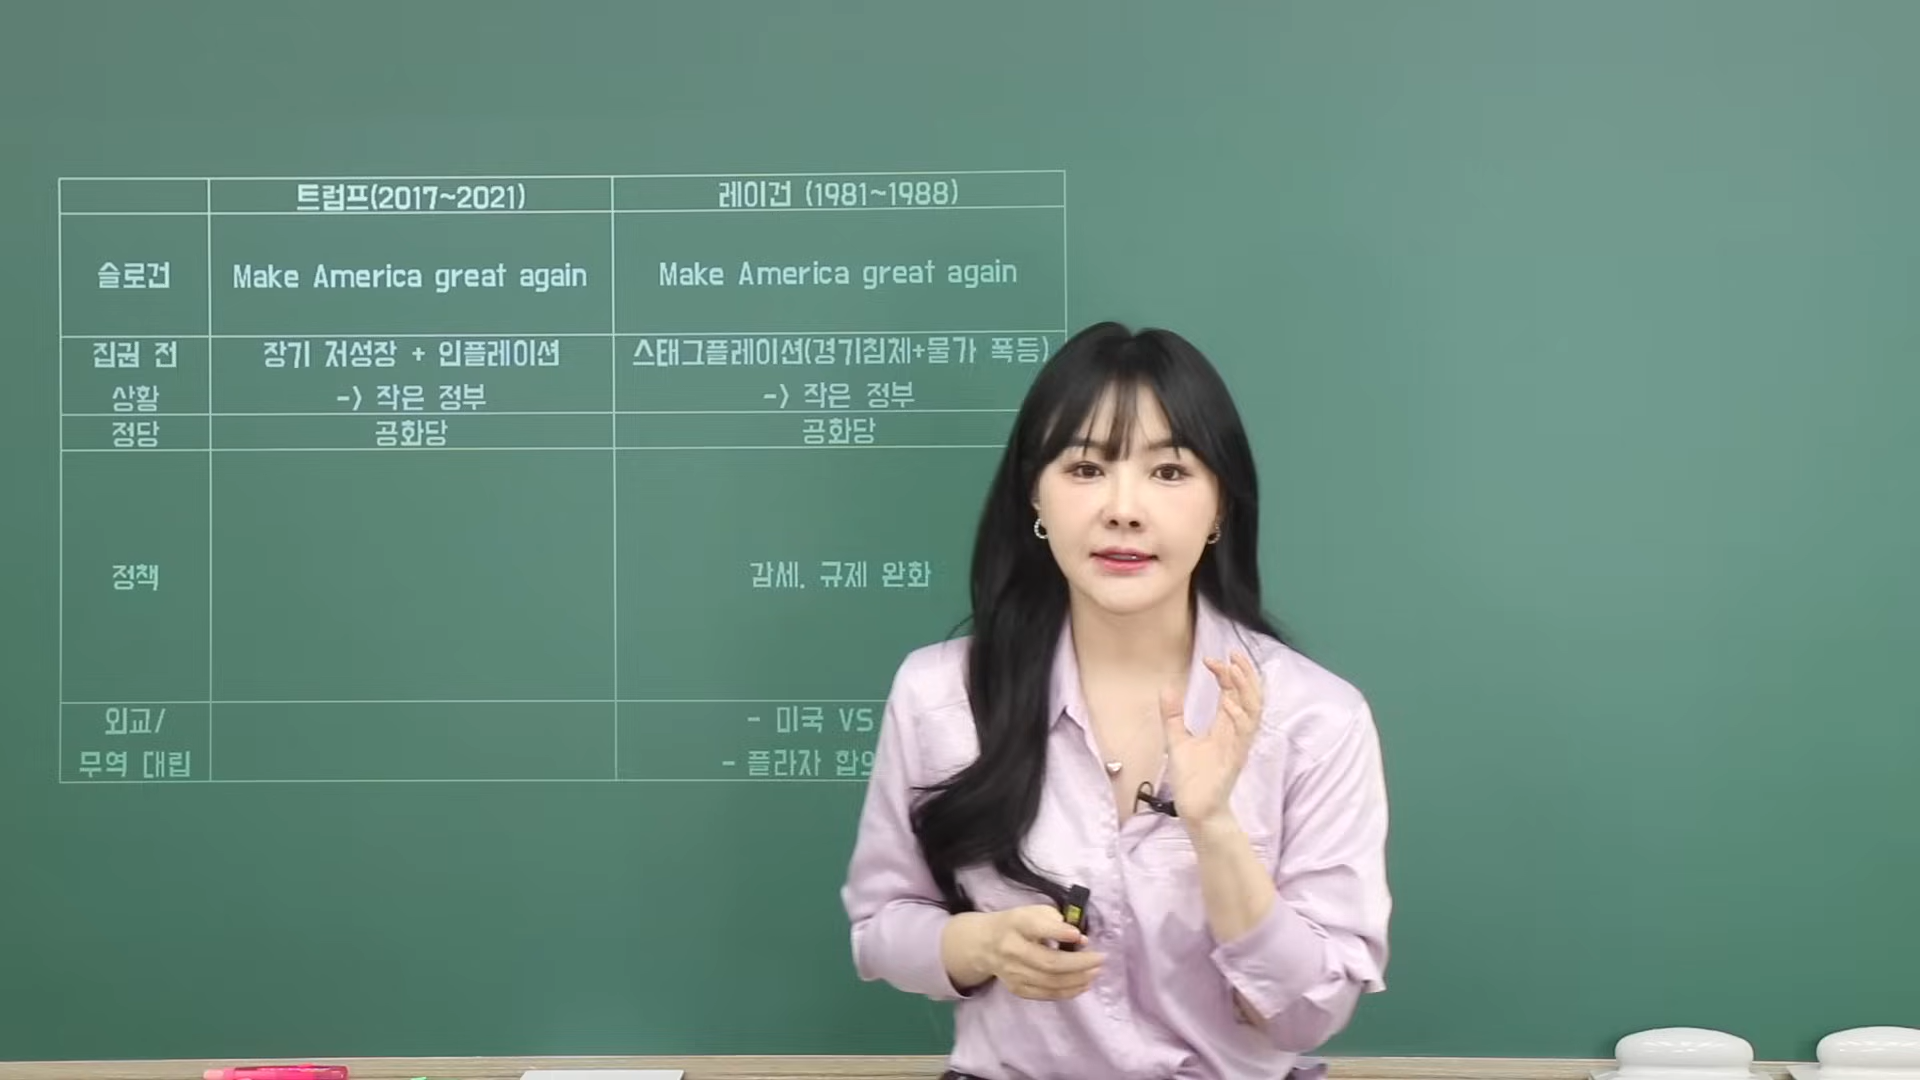 트럼프(2017~2021)
레이건 (1981~1988)
슬로건
Make America great again
Make America great again
집권 전
상황
장기 저성장 + 인플레이션
-> 작은 정부
스태그플레이션(경기침체+물가 폭등)
-> 작은 정부
정당
공화당
공화당
정책
감세, 규제 완화
외교/
무역 대립
- 미국 VS
- 플라자